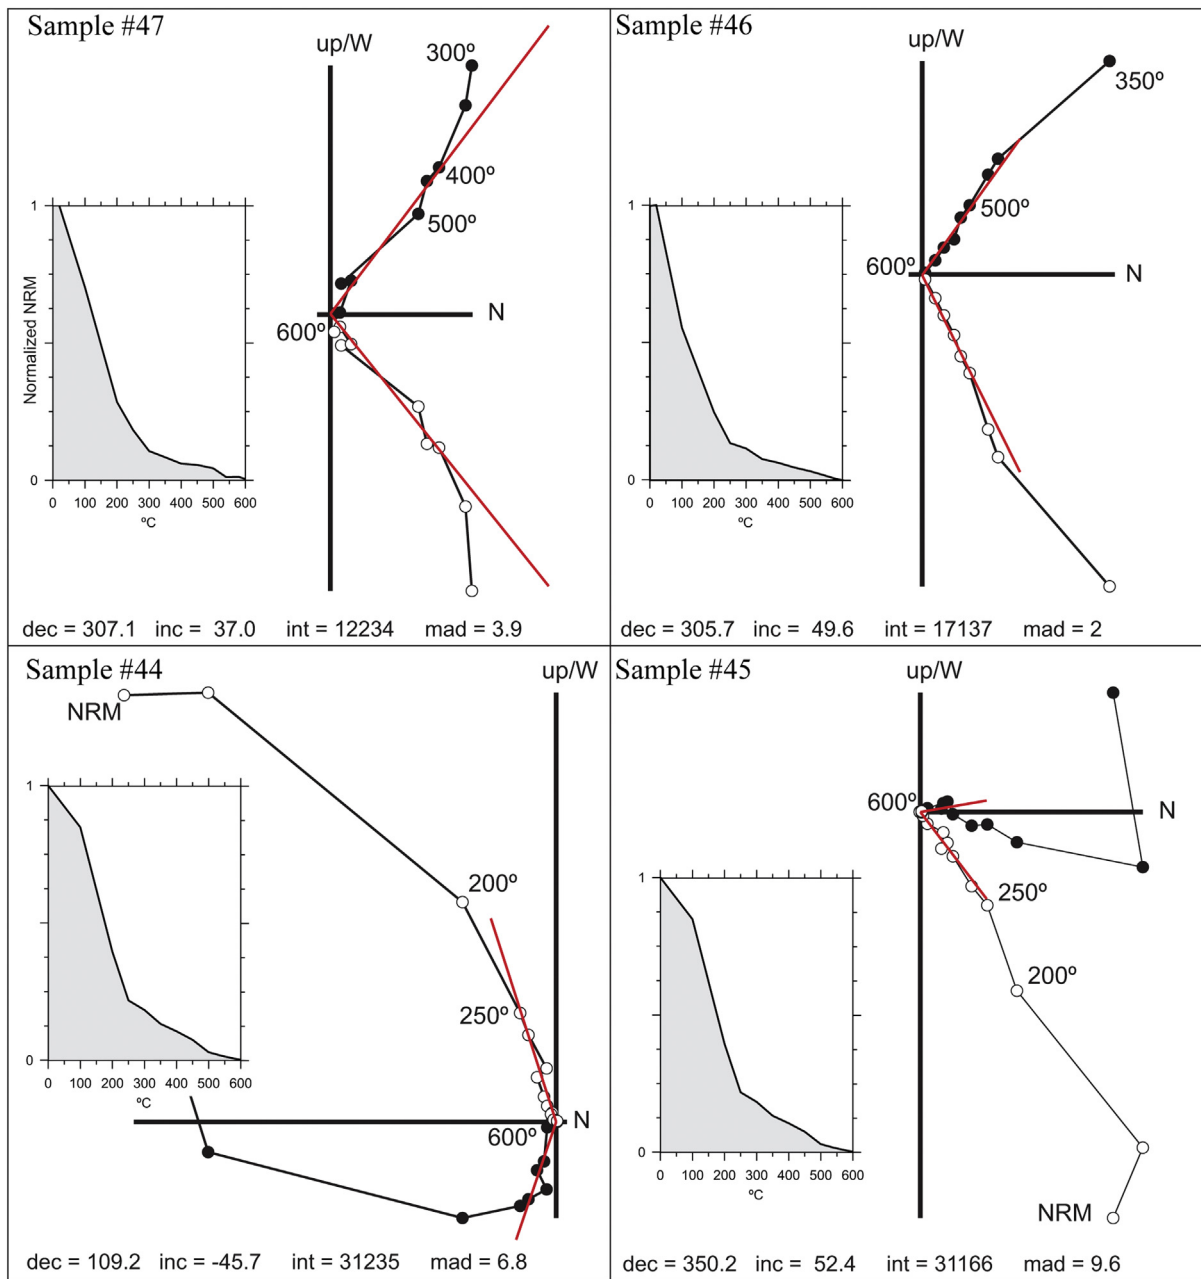 Sample #47
up/W
300º
400º
500º
N
600º
1
Normalized NRM
0
0 100 200 300 400 500 600
ºC
dec = 307.1 inc = 37.0 int = 12234 mad = 3.9
Sample #46
up/W
350º
500º
600º
N
1
0
0 100 200 300 400 500 600
ºC
dec = 305.7 inc = 49.6 int = 17137 mad = 2
Sample #44
up/W
NRM
200º
250º
N
600º
1
0
0 100 200 300 400 500 600
ºC
dec = 109.2 inc = -45.7 int = 31235 mad = 6.8
Sample #45
up/W
600º
N
250º
200º
NRM
1
0
0 100 200 300 400 500 600
ºC
dec = 350.2 inc = 52.4 int = 31166 mad = 9.6